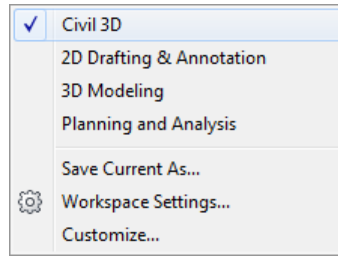 Civil 3D
2D Drafting & Annotation
3D Modeling
Planning and Analysis
Save Current As...
Workspace Settings...
Customize...